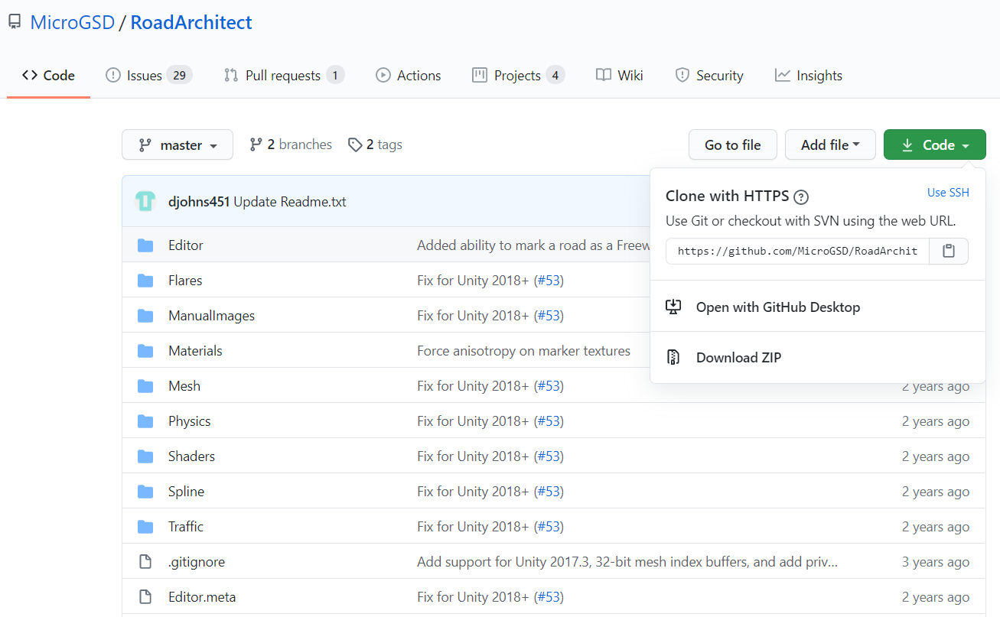 MicroGSD / RoadArchitect
Code Issues 29 Pull requests 1 Actions Projects 4 Wiki Security Insights
master 2 branches 2 tags Go to file Add file Code
djohns451 Update Readme.txt
Clone with HTTPS ? Use SSH
Use Git or checkout with SVN using the web URL.
https://github.com/MicroGSD/RoadArchit
Open with GitHub Desktop
Download ZIP
Editor Added ability to mark a road as a Freew
Flares Fix for Unity 2018+ (#53)
ManualImages Fix for Unity 2018+ (#53)
Materials Force anisotropy on marker textures
Mesh Fix for Unity 2018+ (#53) 2 years ago
Physics Fix for Unity 2018+ (#53) 2 years ago
Shaders Fix for Unity 2018+ (#53) 2 years ago
Spline Fix for Unity 2018+ (#53) 2 years ago
Traffic Fix for Unity 2018+ (#53) 2 years ago
.gitignore Add support for Unity 2017.3, 32-bit mesh index buffers, and add priv... 3 years ago
Editor.meta Fix for Unity 2018+ (#53) 2 years ago